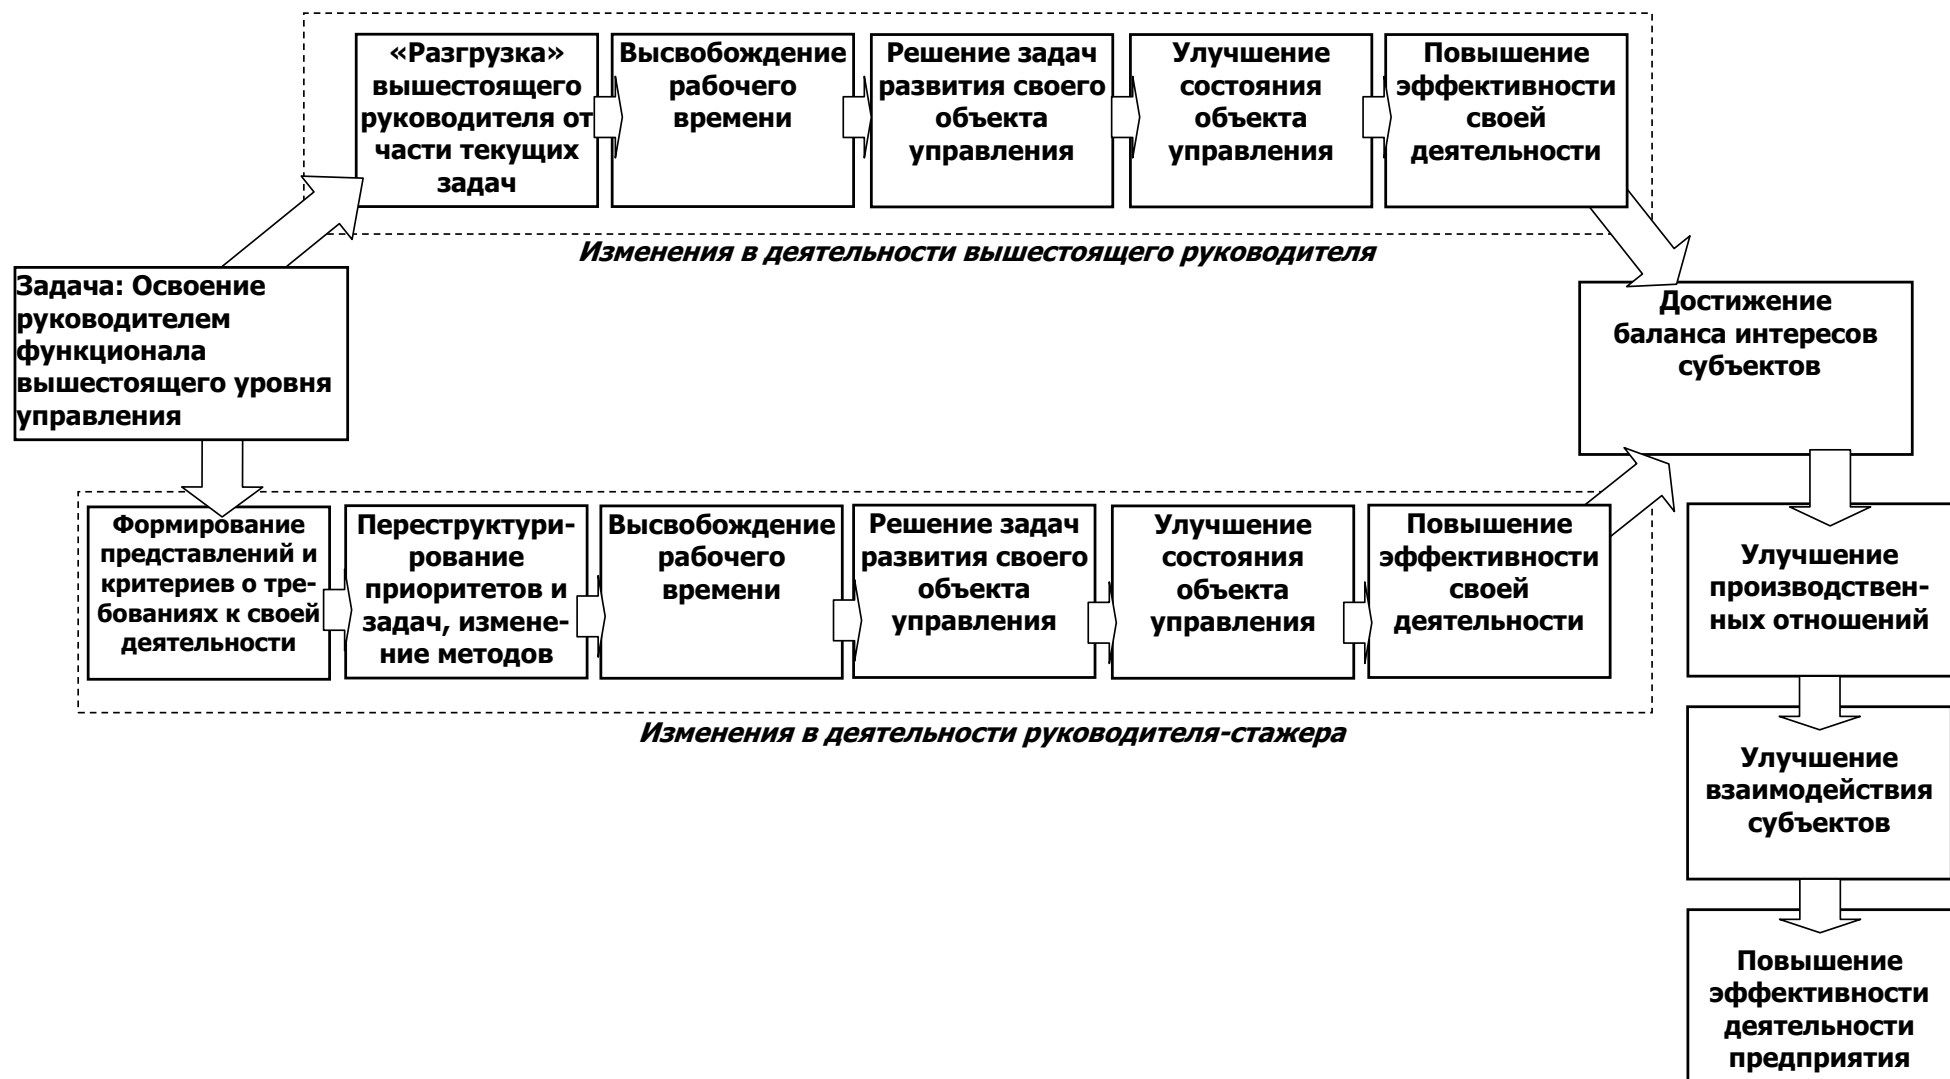 «Разгрузка»
вышестоящего
руководителя от
части текущих
задач
Высвобождение
рабочего
времени
Решение задач
развития своего
объекта
управления
Улучшение
состояния
объекта
управления
Повышение
эффективности
своей
деятельности
Изменения в деятельности вышестоящего руководителя
Задача: Освоение
руководителем
функционала
вышестоящего уровня
управления
Достижение
баланса интересов
субъектов
Формирование
представлений и
критериев о тре-
бованиях к своей
деятельности
Переструктури-
рование
приоритетов и
задач, измене-
ние методов
Высвобождение
рабочего
времени
Решение задач
развития своего
объекта
управления
Улучшение
состояния
объекта
управления
Повышение
эффективности
своей
деятельности
Изменения в деятельности руководителя-стажера
Улучшение
производствен-
ных отношений
Улучшение
взаимодействия
субъектов
Повышение
эффективности
деятельности
предприятия